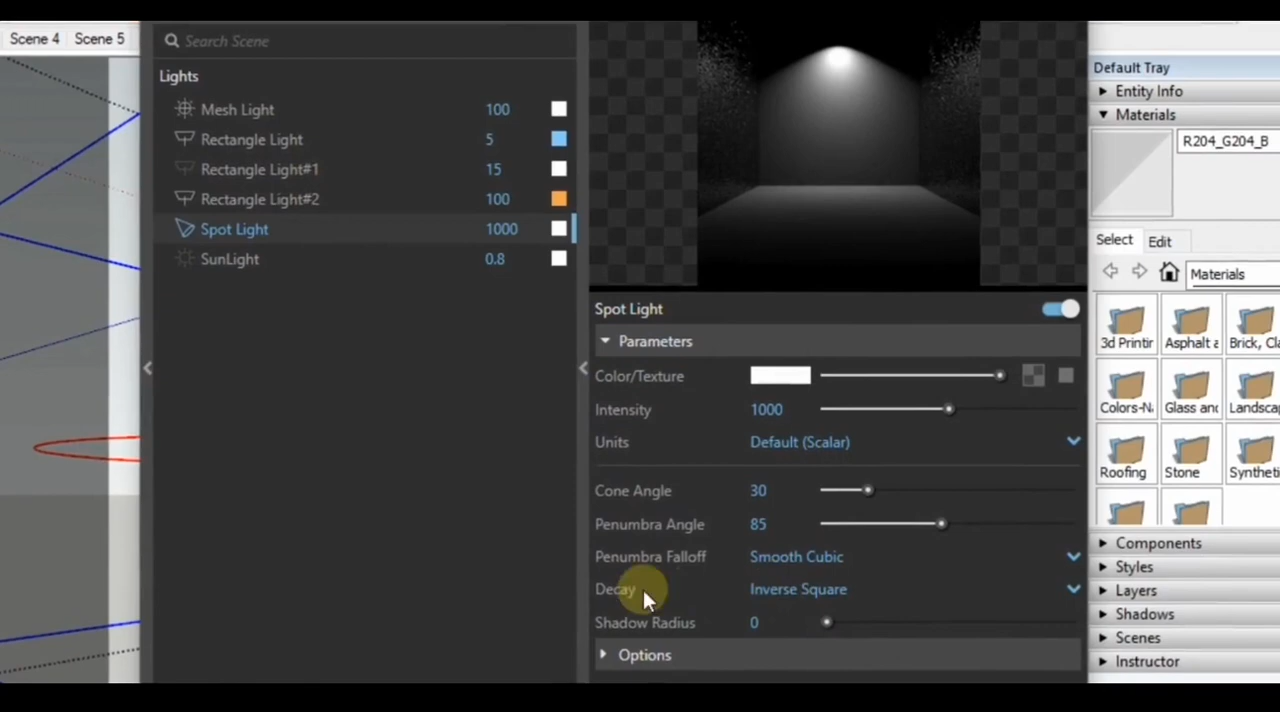 Scene 4 Scene 5
Search Scene
Lights
Mesh Light 100
Rectangle Light 5
Rectangle Light#1 15
Rectangle Light#2 100
Spot Light 1000
SunLight 0.8
Spot Light
Parameters
Color/Texture
Intensity 1000
Units Default (Scalar)
Cone Angle 30
Penumbra Angle 85
Penumbra Falloff Smooth Cubic
Decay Inverse Square
Shadow Radius 0
Options
Default Tray
Entity Info
Materials
R204_G204_B
Select Edit
Materials
3d Printin Asphalt a Brick, Cla
Colors-Na Glass and Landsca
Roofing Stone Syntheti
Components
Styles
Layers
Shadows
Scenes
Instructor